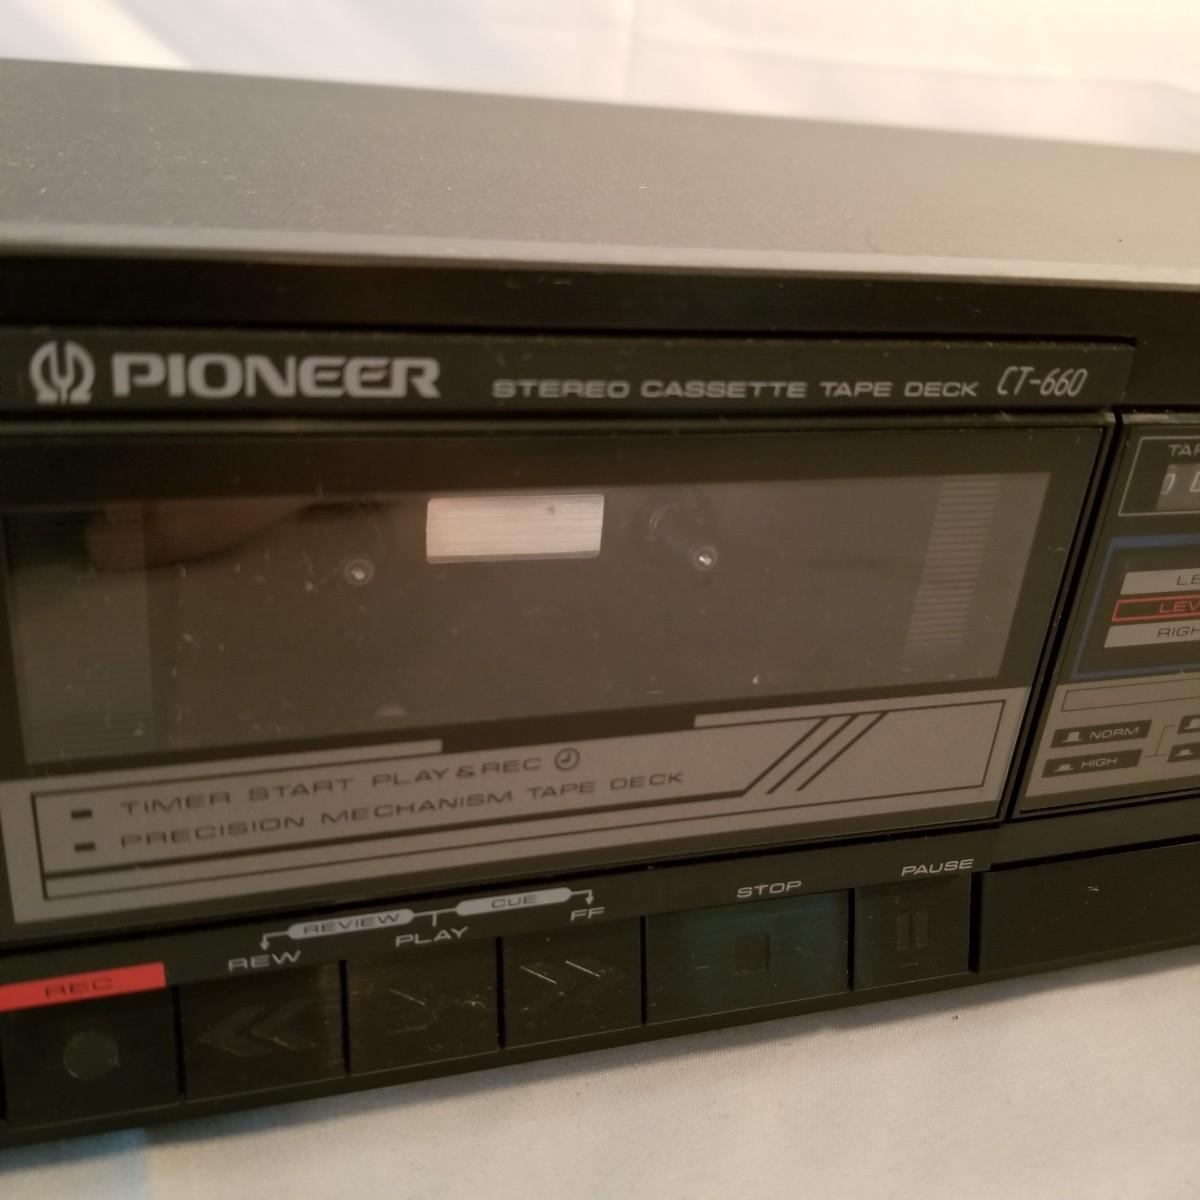 PIONEER STEREO CASSETTE TAPE DECK CT-660
TIMER START PLAY & REC
PRECISION MECHANISM TAPE DECK
NORM
HIGH
REVIEW CUE
REC REW PLAY FF STOP PAUSE